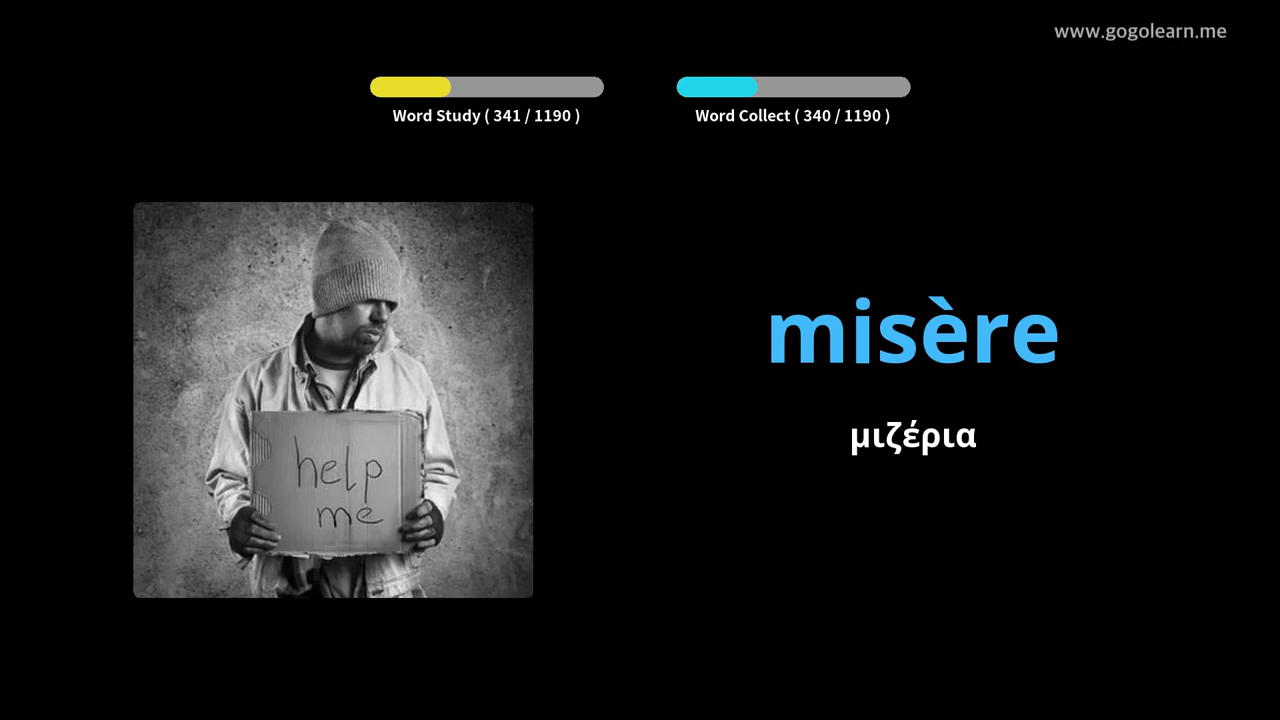 www.gogolearn.me
Word Study ( 341 / 1190 )
Word Collect ( 340 / 1190 )
help
me
misère
μιζέρια